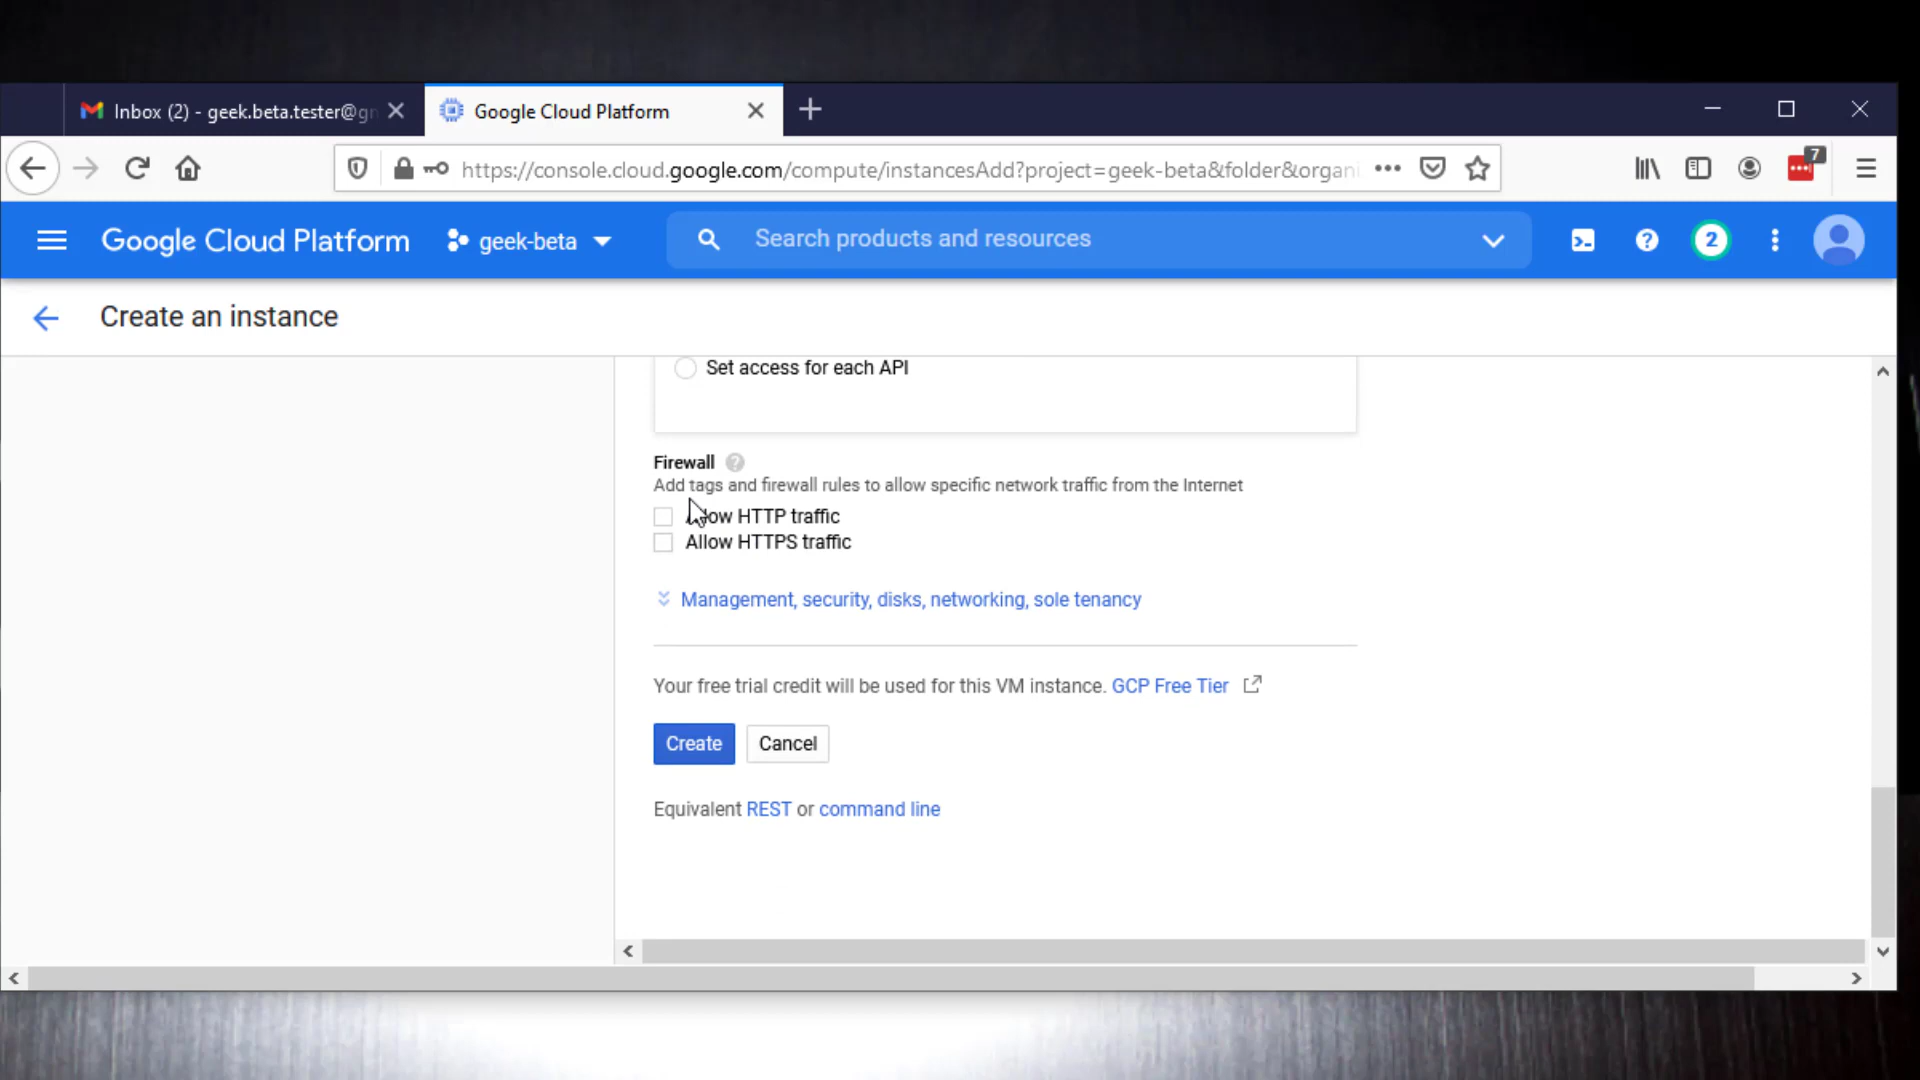 Inbox (2) - geek.beta.tester@gn
Google Cloud Platform
https://console.cloud.google.com/compute/instancesAdd?project=geek-beta&folder&organi
7
Google Cloud Platform
geek-beta
Search products and resources
2
Create an instance
Set access for each API
Firewall
Add tags and firewall rules to allow specific network traffic from the Internet
low HTTP traffic
Allow HTTPS traffic
Management, security, disks, networking, sole tenancy
Your free trial credit will be used for this VM instance. GCP Free Tier
Create
Cancel
Equivalent REST or command line